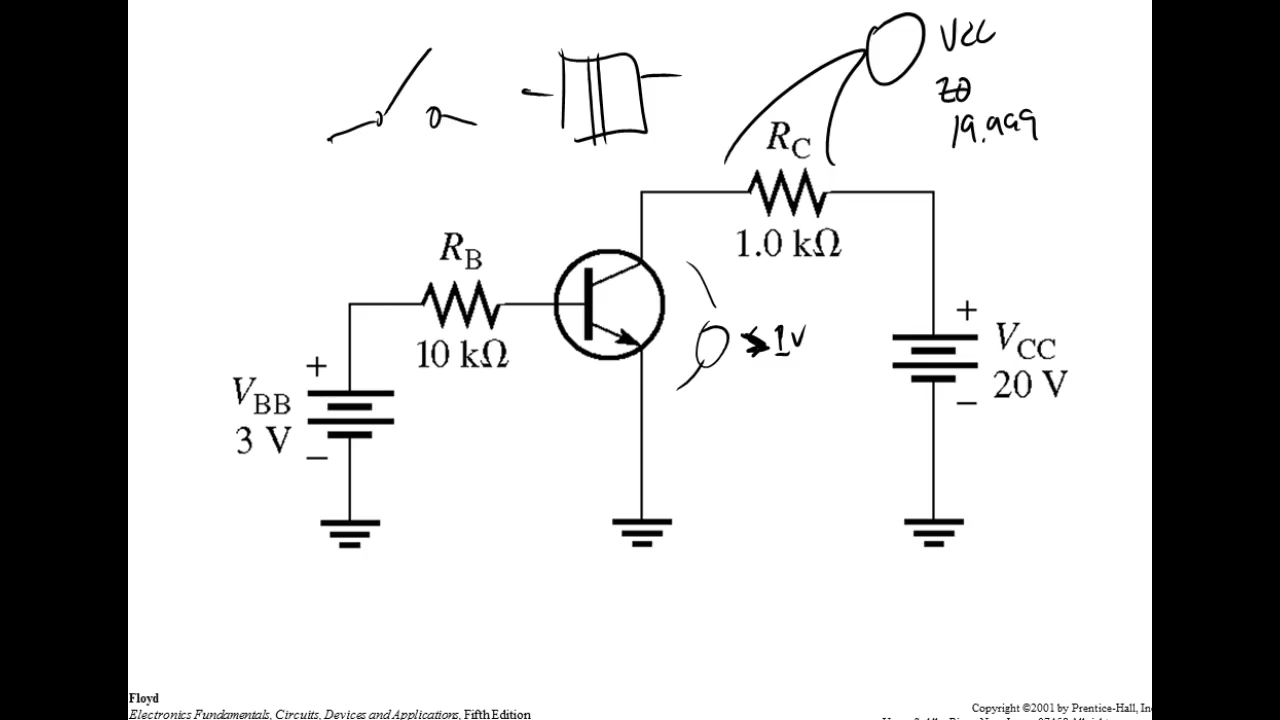 VCC
20
19.999
RC
1.0 kΩ
RB
10 kΩ
1V
+
+
VBB
3 V
−
VCC
20 V
−
Floyd
Electronics Fundamentals, Circuits, Devices and Applications, Fifth Edition
Copyright ©2001 by Prentice-Hall, Inc